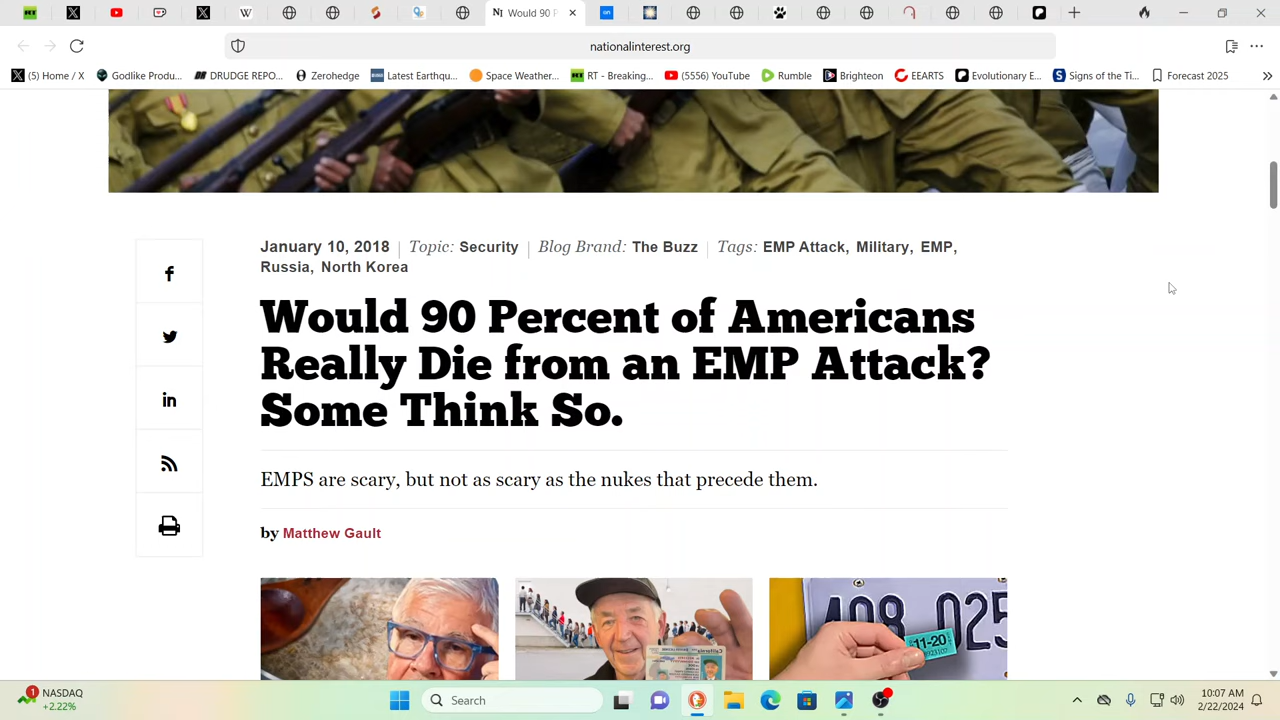 NI Would 90 P
nationalinterest.org
(5) Home / X Godlike Produ... DRUDGE REPO... Zerohedge Latest Earthqu... Space Weather... RT - Breaking... (5556) YouTube Rumble Brighteon EEARTS Evolutionary E... Signs of the Ti... Forecast 2025
January 10, 2018 | Topic: Security | Blog Brand: The Buzz | Tags: EMP Attack, Military, EMP,
Russia, North Korea
Would 90 Percent of Americans
Really Die from an EMP Attack?
Some Think So.
EMPS are scary, but not as scary as the nukes that precede them.
by Matthew Gault
11-20
1 NASDAQ
+2.22%
Search
10:07 AM
2/22/2024